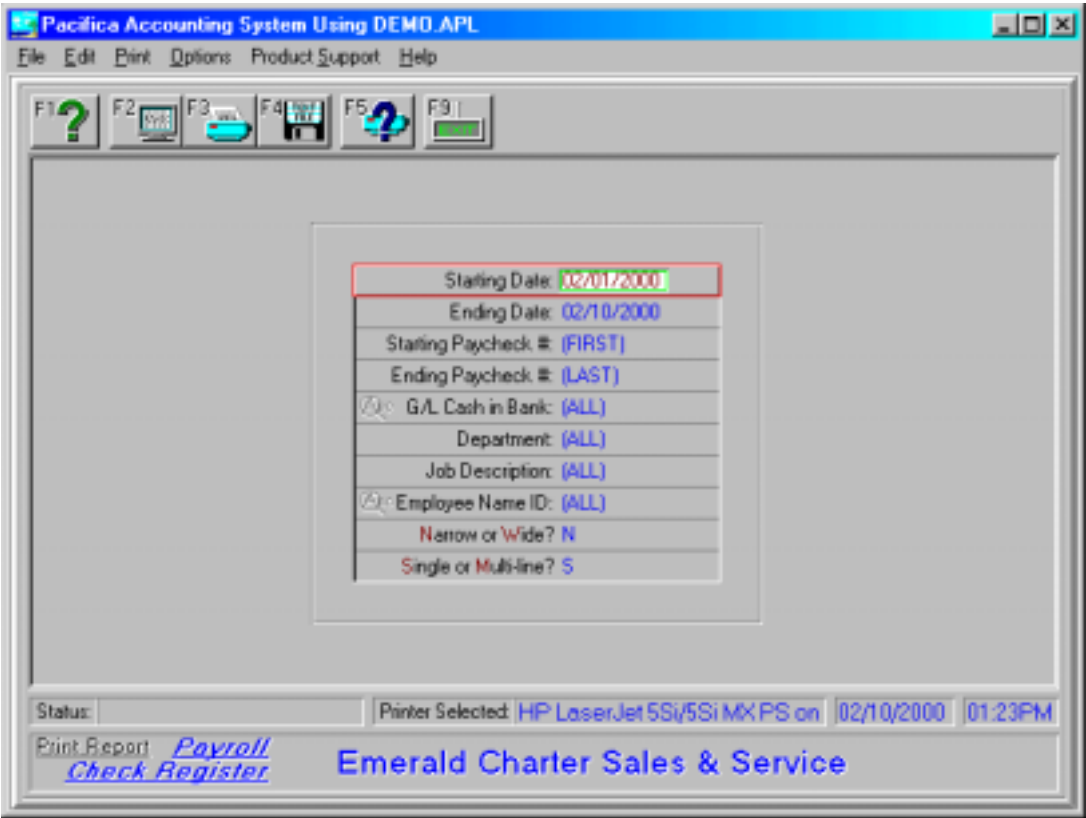 Pacifica Accounting System Using DEMO.APL
File Edit Print Options Product Support Help
F1 F2 F3 F4 F5 F9
EXIT
Starting Date: 02/01/2000
Ending Date: 02/10/2000
Starting Paycheck #: (FIRST)
Ending Paycheck #: (LAST)
G/L Cash in Bank: (ALL)
Department: (ALL)
Job Description: (ALL)
Employee Name ID: (ALL)
Narrow or Wide? N
Single or Multi-line? S
Status: Printer Selected: HP LaserJet 5Si/5Si MX PS on 02/10/2000 01:23PM
Print Report Payroll
Check Register
Emerald Charter Sales & Service